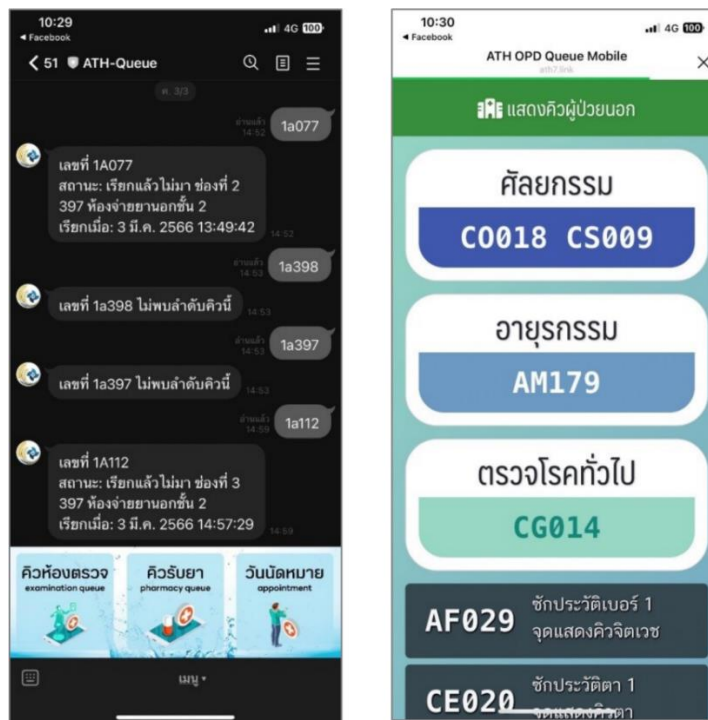 10:29
4G 100
◀ Facebook
51 ATH-Queue
ศ. 3/3
อ่านแล้ว
14:52
1a077
เลขที่ 1A077
สถานะ: เรียกแล้วไม่มา ช่องที่ 2
397 ห้องจ่ายยานอกชั้น 2
เรียกเมื่อ: 3 มี.ค. 2566 13:49:42
14:52
อ่านแล้ว
14:53
1a398
เลขที่ 1a398 ไม่พบลำดับคิวนี้
14:53
อ่านแล้ว
14:53
1a397
เลขที่ 1a397 ไม่พบลำดับคิวนี้
14:53
อ่านแล้ว
14:59
1a112
เลขที่ 1A112
สถานะ: เรียกแล้วไม่มา ช่องที่ 3
397 ห้องจ่ายยานอกชั้น 2
เรียกเมื่อ: 3 มี.ค. 2566 14:57:29
14:59
คิวห้องตรวจ
examination queue
คิวรับยา
pharmacy queue
วันนัดหมาย
appointment
เมนู
10:30
4G 100
◀ Facebook
ATH OPD Queue Mobile
ath7.link
แสดงคิวผู้ป่วยนอก
ศัลยกรรม
CO018 CS009
อายุรกรรม
AM179
ตรวจโรคทั่วไป
CG014
AF029
ซักประวัติเบอร์ 1
จุดแสดงคิวจิตเวช
CE020
ซักประวัติตา 1
จุดแสดงคิวตา